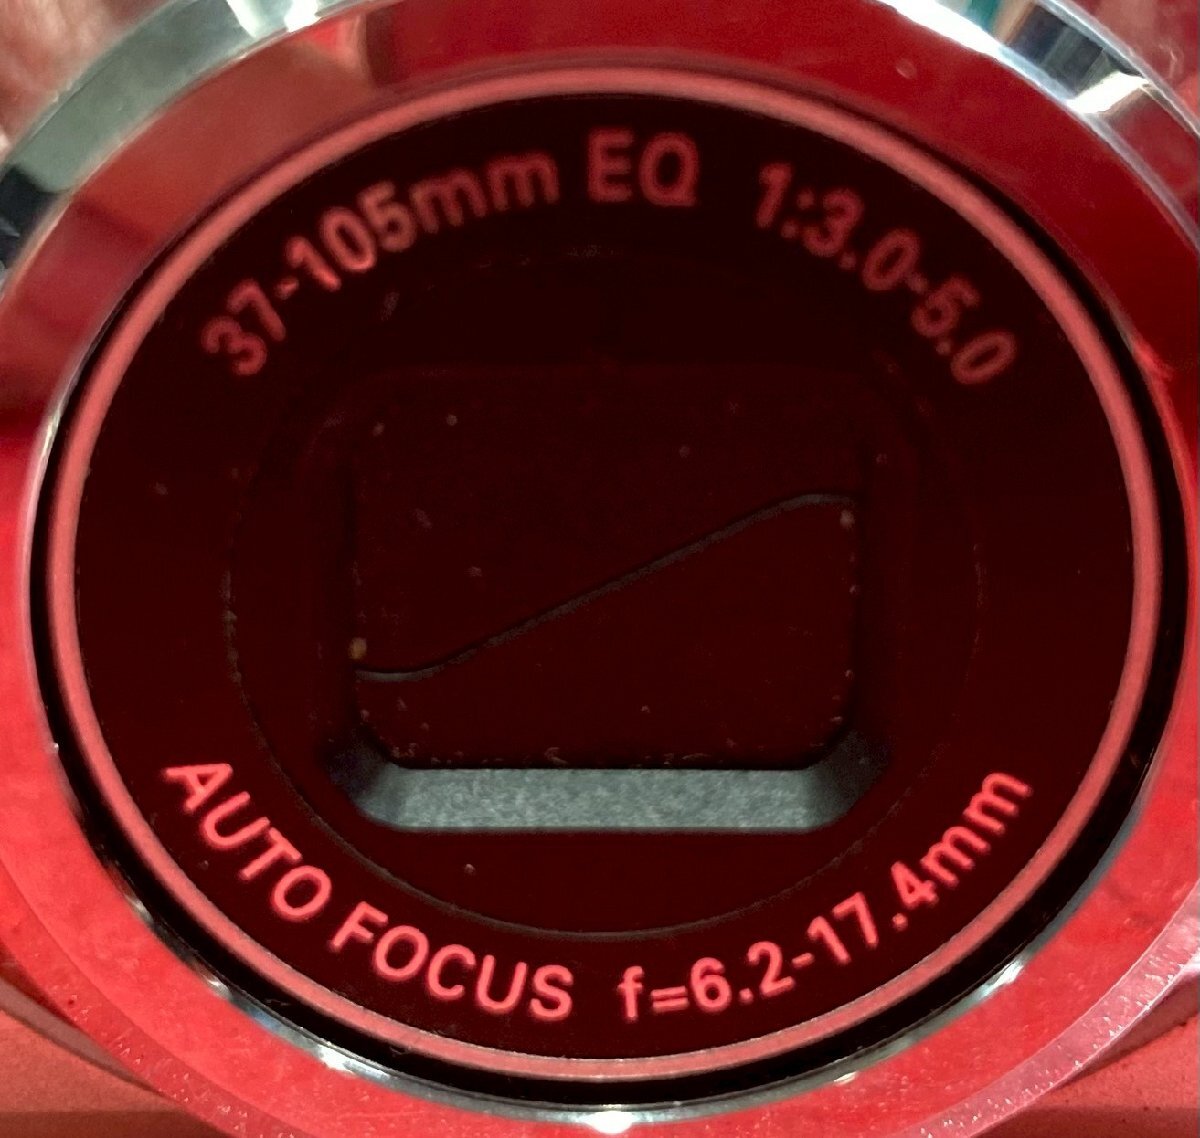 37-105mm EQ 1:3.0-5.0
AUTO FOCUS f=6.2-17.4mm